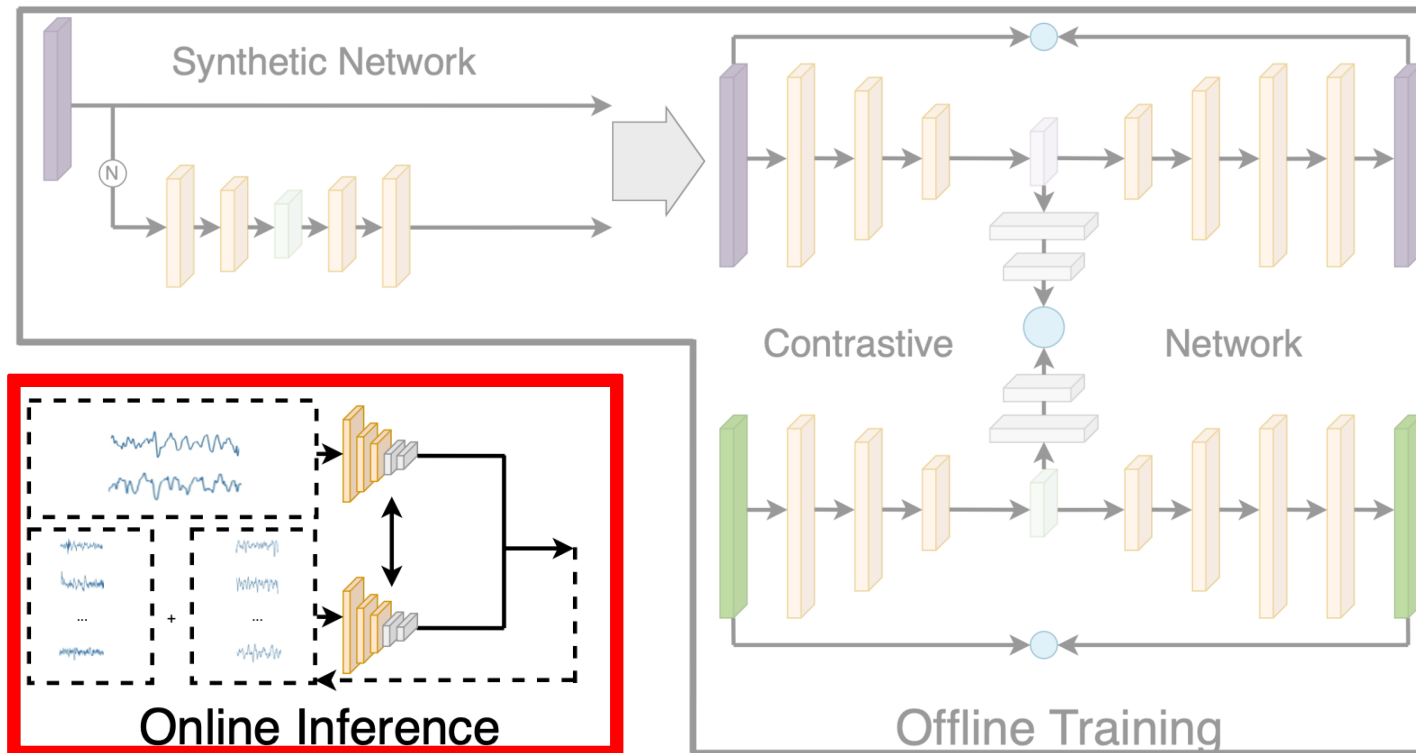 Synthetic Network
N
Contrastive
Network
...
+
...
Online Inference
Offline Training